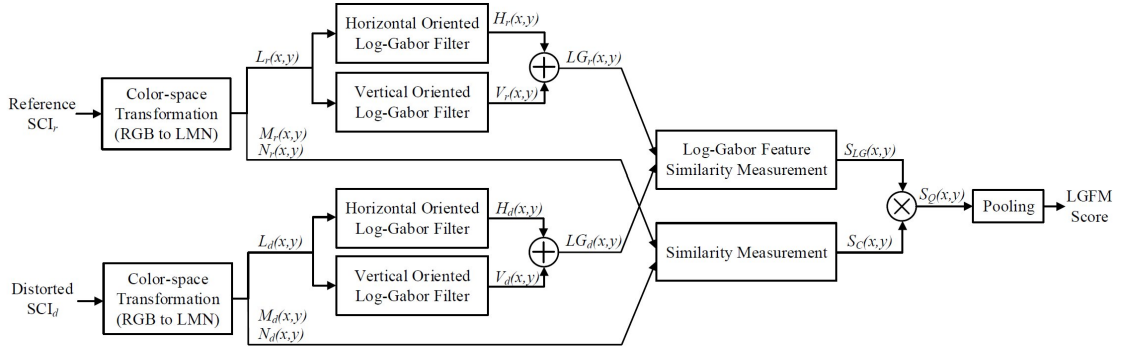 Reference
SCIr
Color-space
Transformation
(RGB to LMN)
Lr(x,y)
Mr(x,y)
Nr(x,y)
Horizontal Oriented
Log-Gabor Filter
Hr(x,y)
Vertical Oriented
Log-Gabor Filter
Vr(x,y)
LGr(x,y)
Distorted
SCId
Color-space
Transformation
(RGB to LMN)
Ld(x,y)
Md(x,y)
Nd(x,y)
Horizontal Oriented
Log-Gabor Filter
Hd(x,y)
Vertical Oriented
Log-Gabor Filter
Vd(x,y)
LGd(x,y)
Log-Gabor Feature
Similarity Measurement
SLG(x,y)
Similarity Measurement
SC(x,y)
SQ(x,y)
Pooling
LGFM
Score